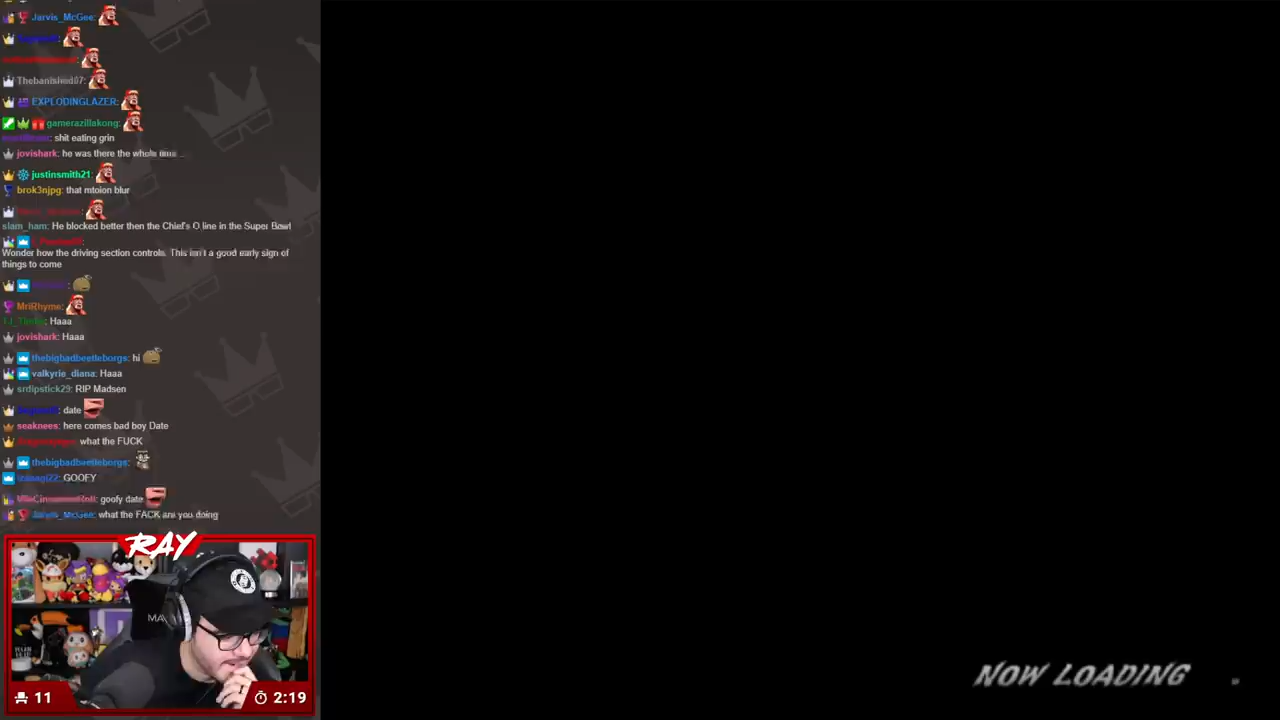 Jarvis_McGee:
Thebanished07:
EXPLODINGLAZER:
gamerazillakong:
shit eating grin
jovishark: he was there the whole time ...
justinsmith21:
brok3njpg: that mtoion blur
slam_ham: He blocked better then the Chief's O line in the Super Bowl
Wonder how the driving section controls. This isn't a good early sign of
things to come
MriRhyme:
Haaa
jovishark: Haaa
thebigbadbeetleborgs: hi
valkyrie_diana: Haaa
srdipstick29: RIP Madsen
date
seaknees: here comes bad boy Date
what the FUCK
thebigbadbeetleborgs:
GOOFY
goofy date
Jarvis_McGee: what the FACK are you doing
RAY
MA
11
2:19
NOW LOADING